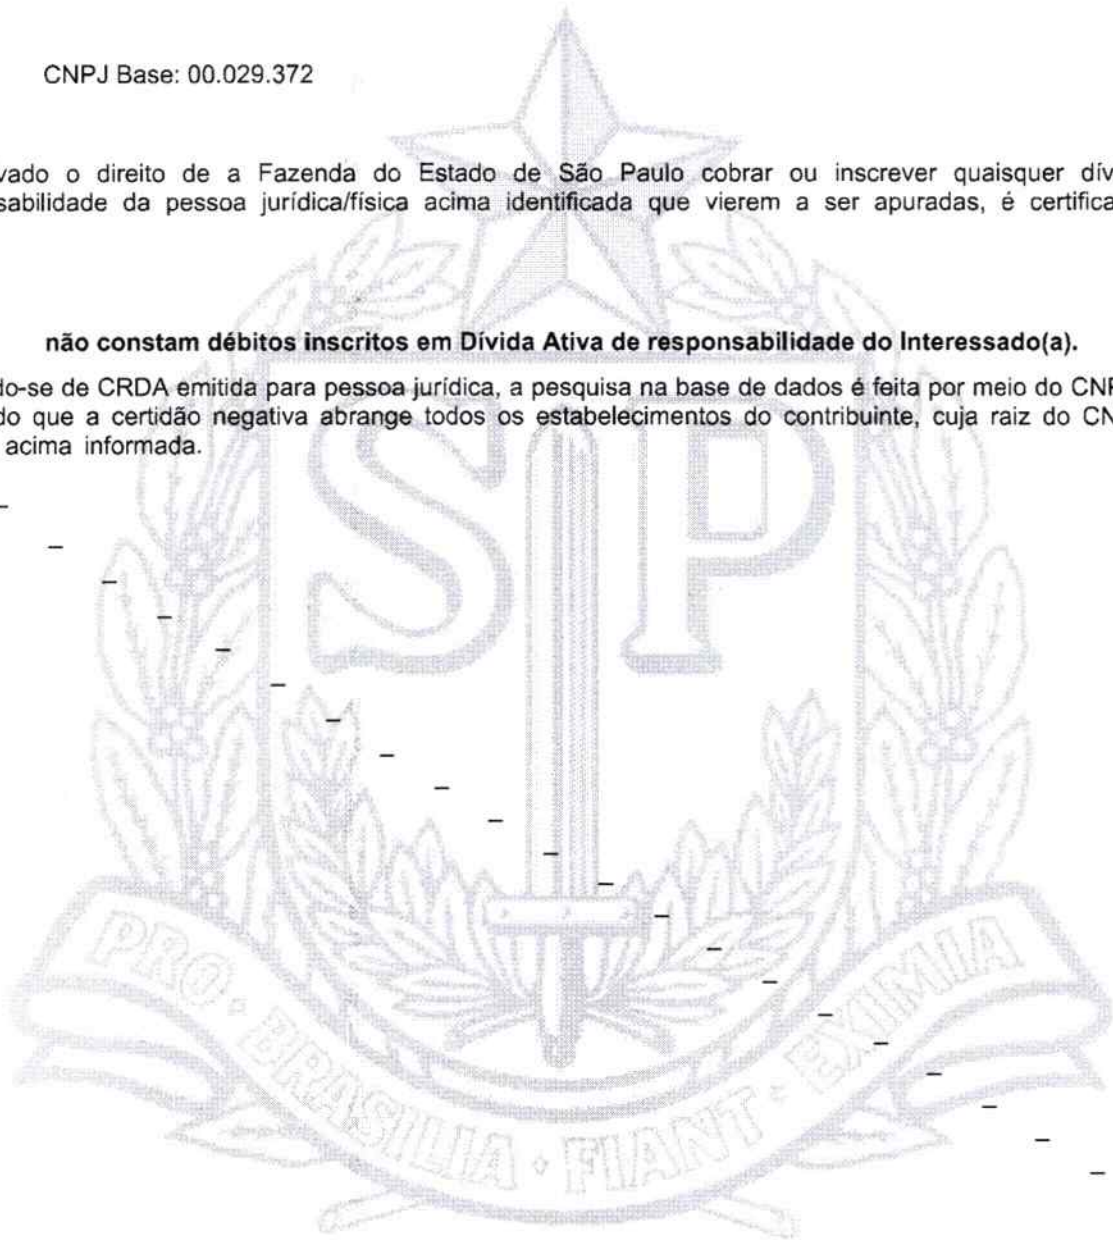 CNPJ Base: 00.029.372
vado o direito de a Fazenda do Estado de São Paulo cobrar ou inscrever quaisquer dív
sabilidade da pessoa jurídica/física acima identificada que vierem a ser apuradas, é certifica
não constam débitos inscritos em Dívida Ativa de responsabilidade do Interessado(a).
do-se de CRDA emitida para pessoa jurídica, a pesquisa na base de dados é feita por meio do CNP
do que a certidão negativa abrange todos os estabelecimentos do contribuinte, cuja raiz do CN
acima informada.
SP
PRO · BRASILIA · FIANT · EXIMIA